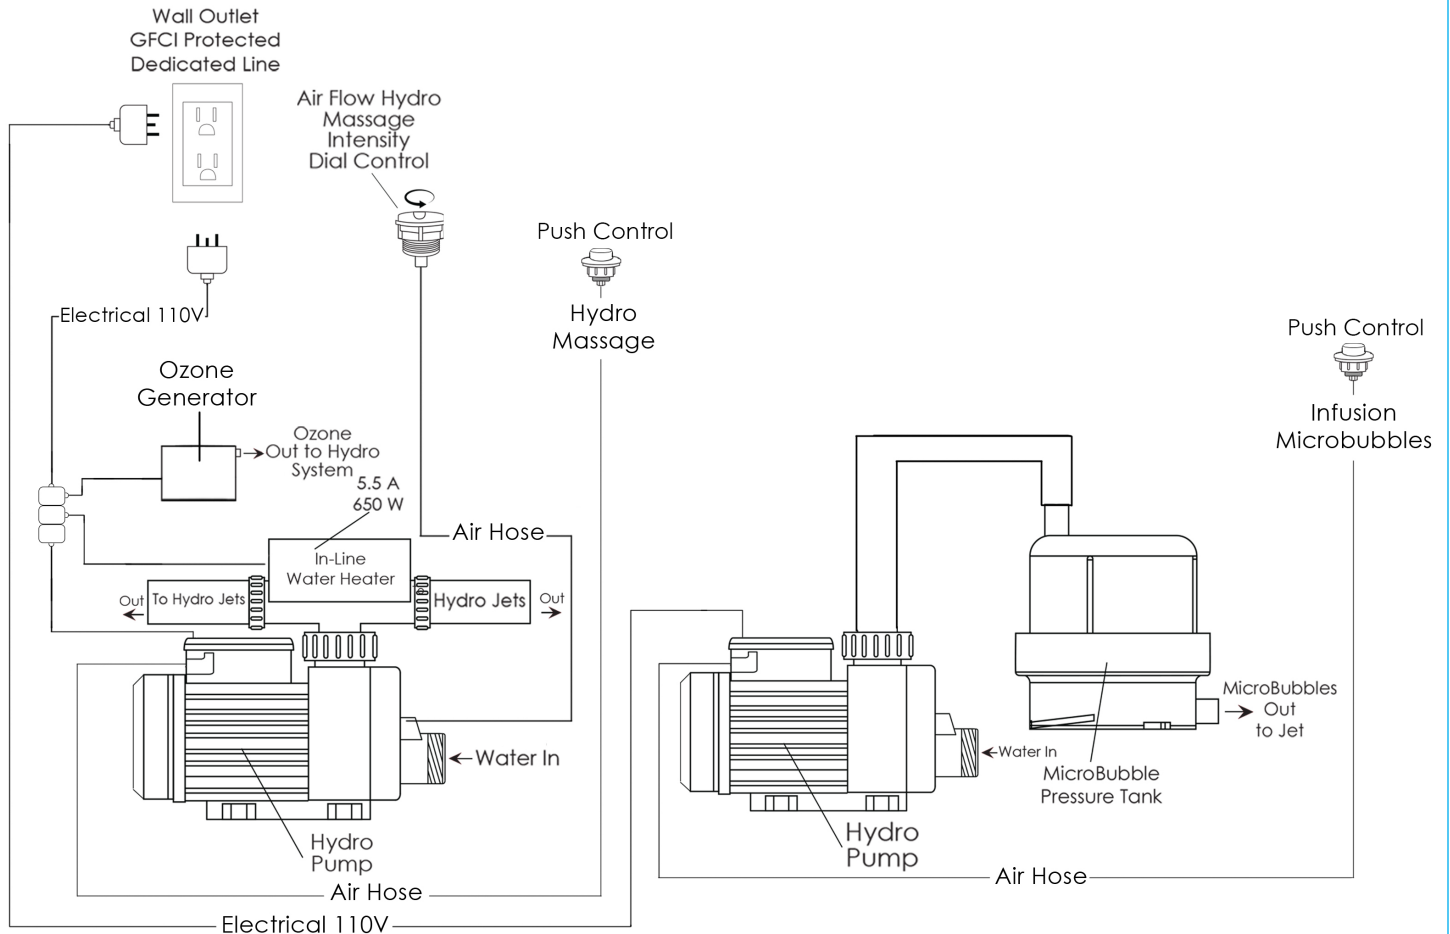 Wall Outlet
GFCI Protected
Dedicated Line
Air Flow Hydro
Massage
Intensity
Dial Control
Push Control
Hydro
Massage
Electrical 110V
Push Control
Infusion
Microbubbles
Ozone
Generator
Ozone
Out to Hydro
System
5.5 A
650 W
Air Hose
In-Line
Water Heater
Out
To Hydro Jets
Hydro Jets
Out
Water In
Hydro
Pump
Water In
Hydro
Pump
MicroBubbles
Out
to Jet
MicroBubble
Pressure Tank
Air Hose
Air Hose
Electrical 110V